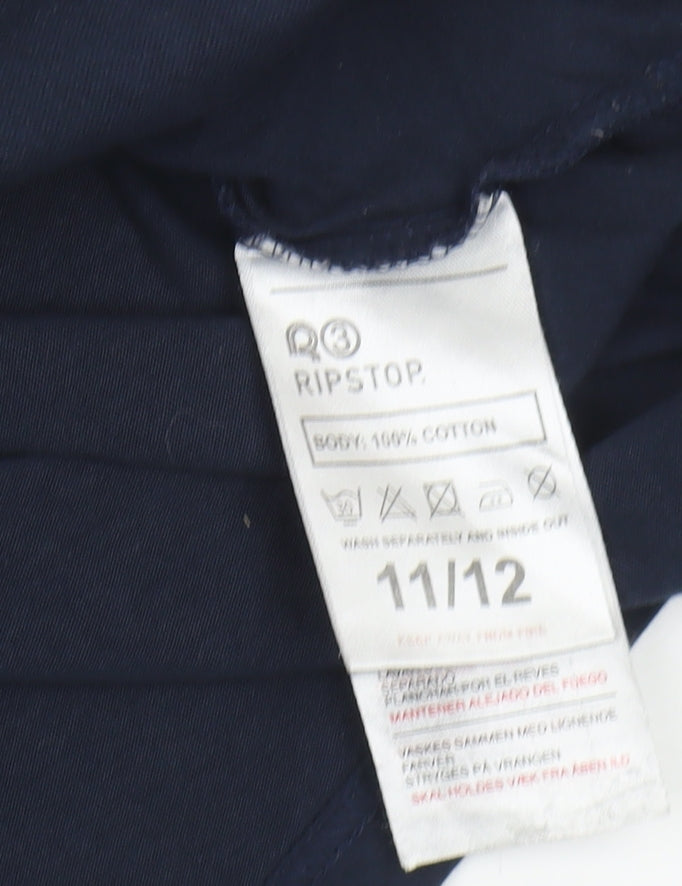 R3
RIPSTOP
BODY: 100% COTTON
30
WASH SEPARATELY AND INSIDE OUT
11/12
KEEP AWAY FROM FIRE
SEPARADO
PLANCHAR POR EL REVES
MANTENER ALEJADO DEL FUEGO
VASKES SAMMEN MED LIGNENDE
FARVER
STRYGES PÅ VRANGEN
SKAL HOLDES VÆK FRA ÅBEN ILD